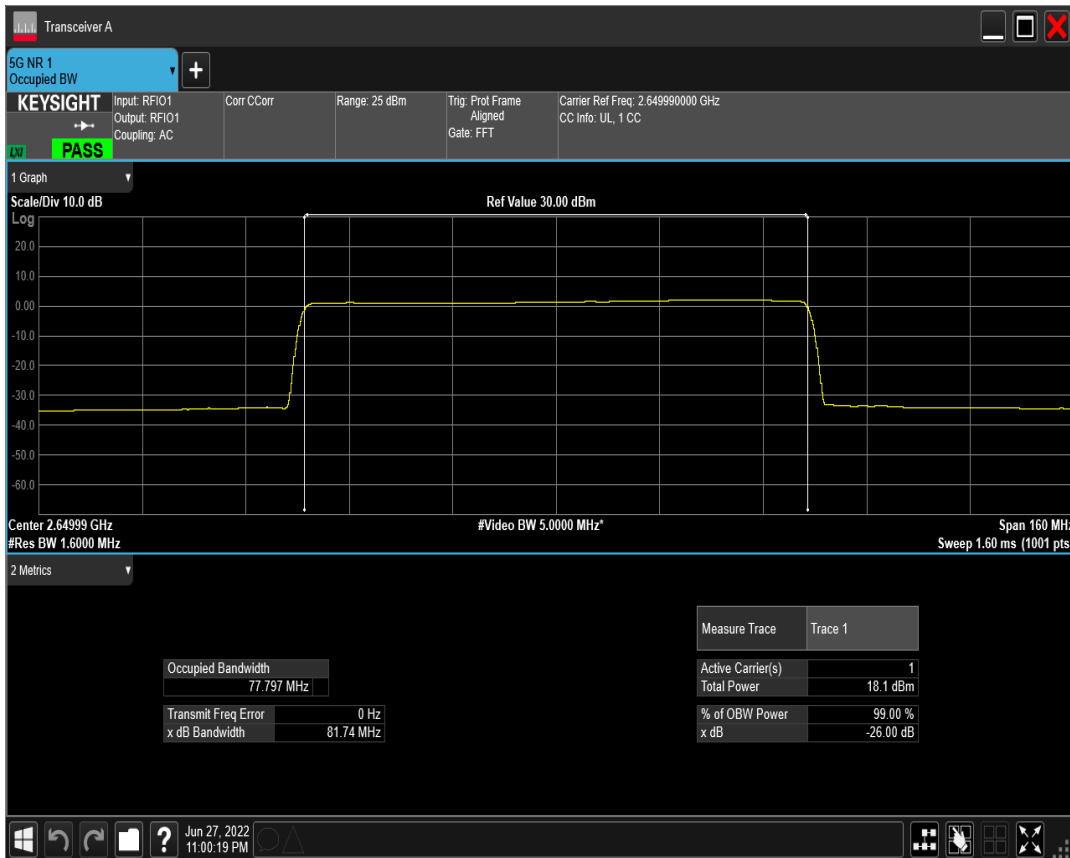 Transceiver A
5G NR 1
Occupied BW
+
KEYSIGHT
LXI
PASS
Input: RFIO1
Output: RFIO1
Coupling: AC
Corr CCorr
Range: 25 dBm
Trig: Prot Frame
Aligned
Gate: FFT
Carrier Ref Freq: 2.649990000 GHz
CC Info: UL, 1 CC
1 Graph
Scale/Div 10.0 dB
Ref Value 30.00 dBm
Log
20.0
10.0
0.00
-10.0
-20.0
-30.0
-40.0
-50.0
-60.0
Center 2.64999 GHz
#Video BW 5.0000 MHz*
Span 160 MHz
#Res BW 1.6000 MHz
Sweep 1.60 ms (1001 pts
2 Metrics
Measure Trace Trace 1
Occupied Bandwidth
77.797 MHz
Active Carrier(s) 1
Total Power 18.1 dBm
Transmit Freq Error 0 Hz
x dB Bandwidth 81.74 MHz
% of OBW Power 99.00 %
x dB -26.00 dB
?
Jun 27, 2022
11:00:19 PM